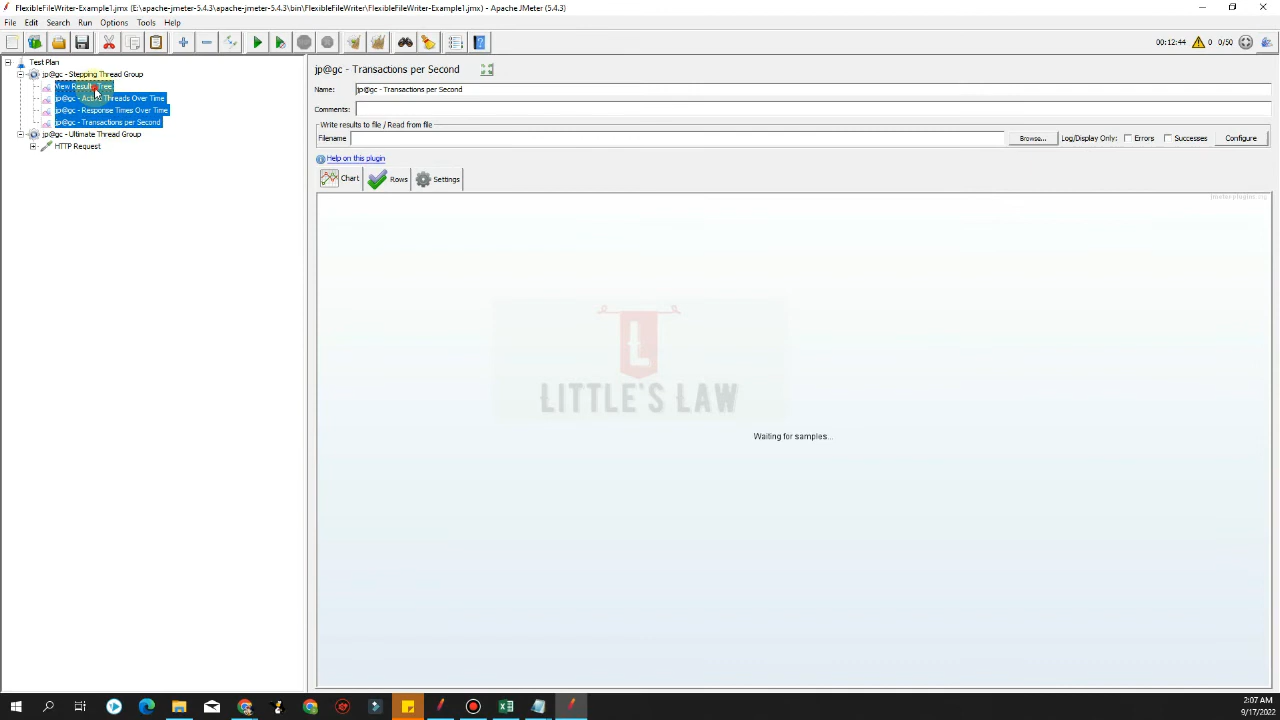 FlexibleFileWriter-Example1.jmx (E:\apache-jmeter-5.4.3\apache-jmeter-5.4.3\bin\FlexibleFileWriter\FlexibleFileWriter-Example1.jmx) - Apache JMeter (5.4.3)
File Edit Search Run Options Tools Help
00:12:44 0 0/50
Test Plan
jp@gc - Stepping Thread Group
View Results Tree
jp@gc - Active Threads Over Time
jp@gc - Response Times Over Time
jp@gc - Transactions per Second
jp@gc - Ultimate Thread Group
HTTP Request
jp@gc - Transactions per Second
Name: jp@gc - Transactions per Second
Comments:
Write results to file / Read from file
Filename Browse... Log/Display Only: Errors Successes Configure
Help on this plugin
Chart Rows Settings
jmeter-plugins.org
L
LITTLE'S LAW
Waiting for samples...
2:07 AM
9/17/2022